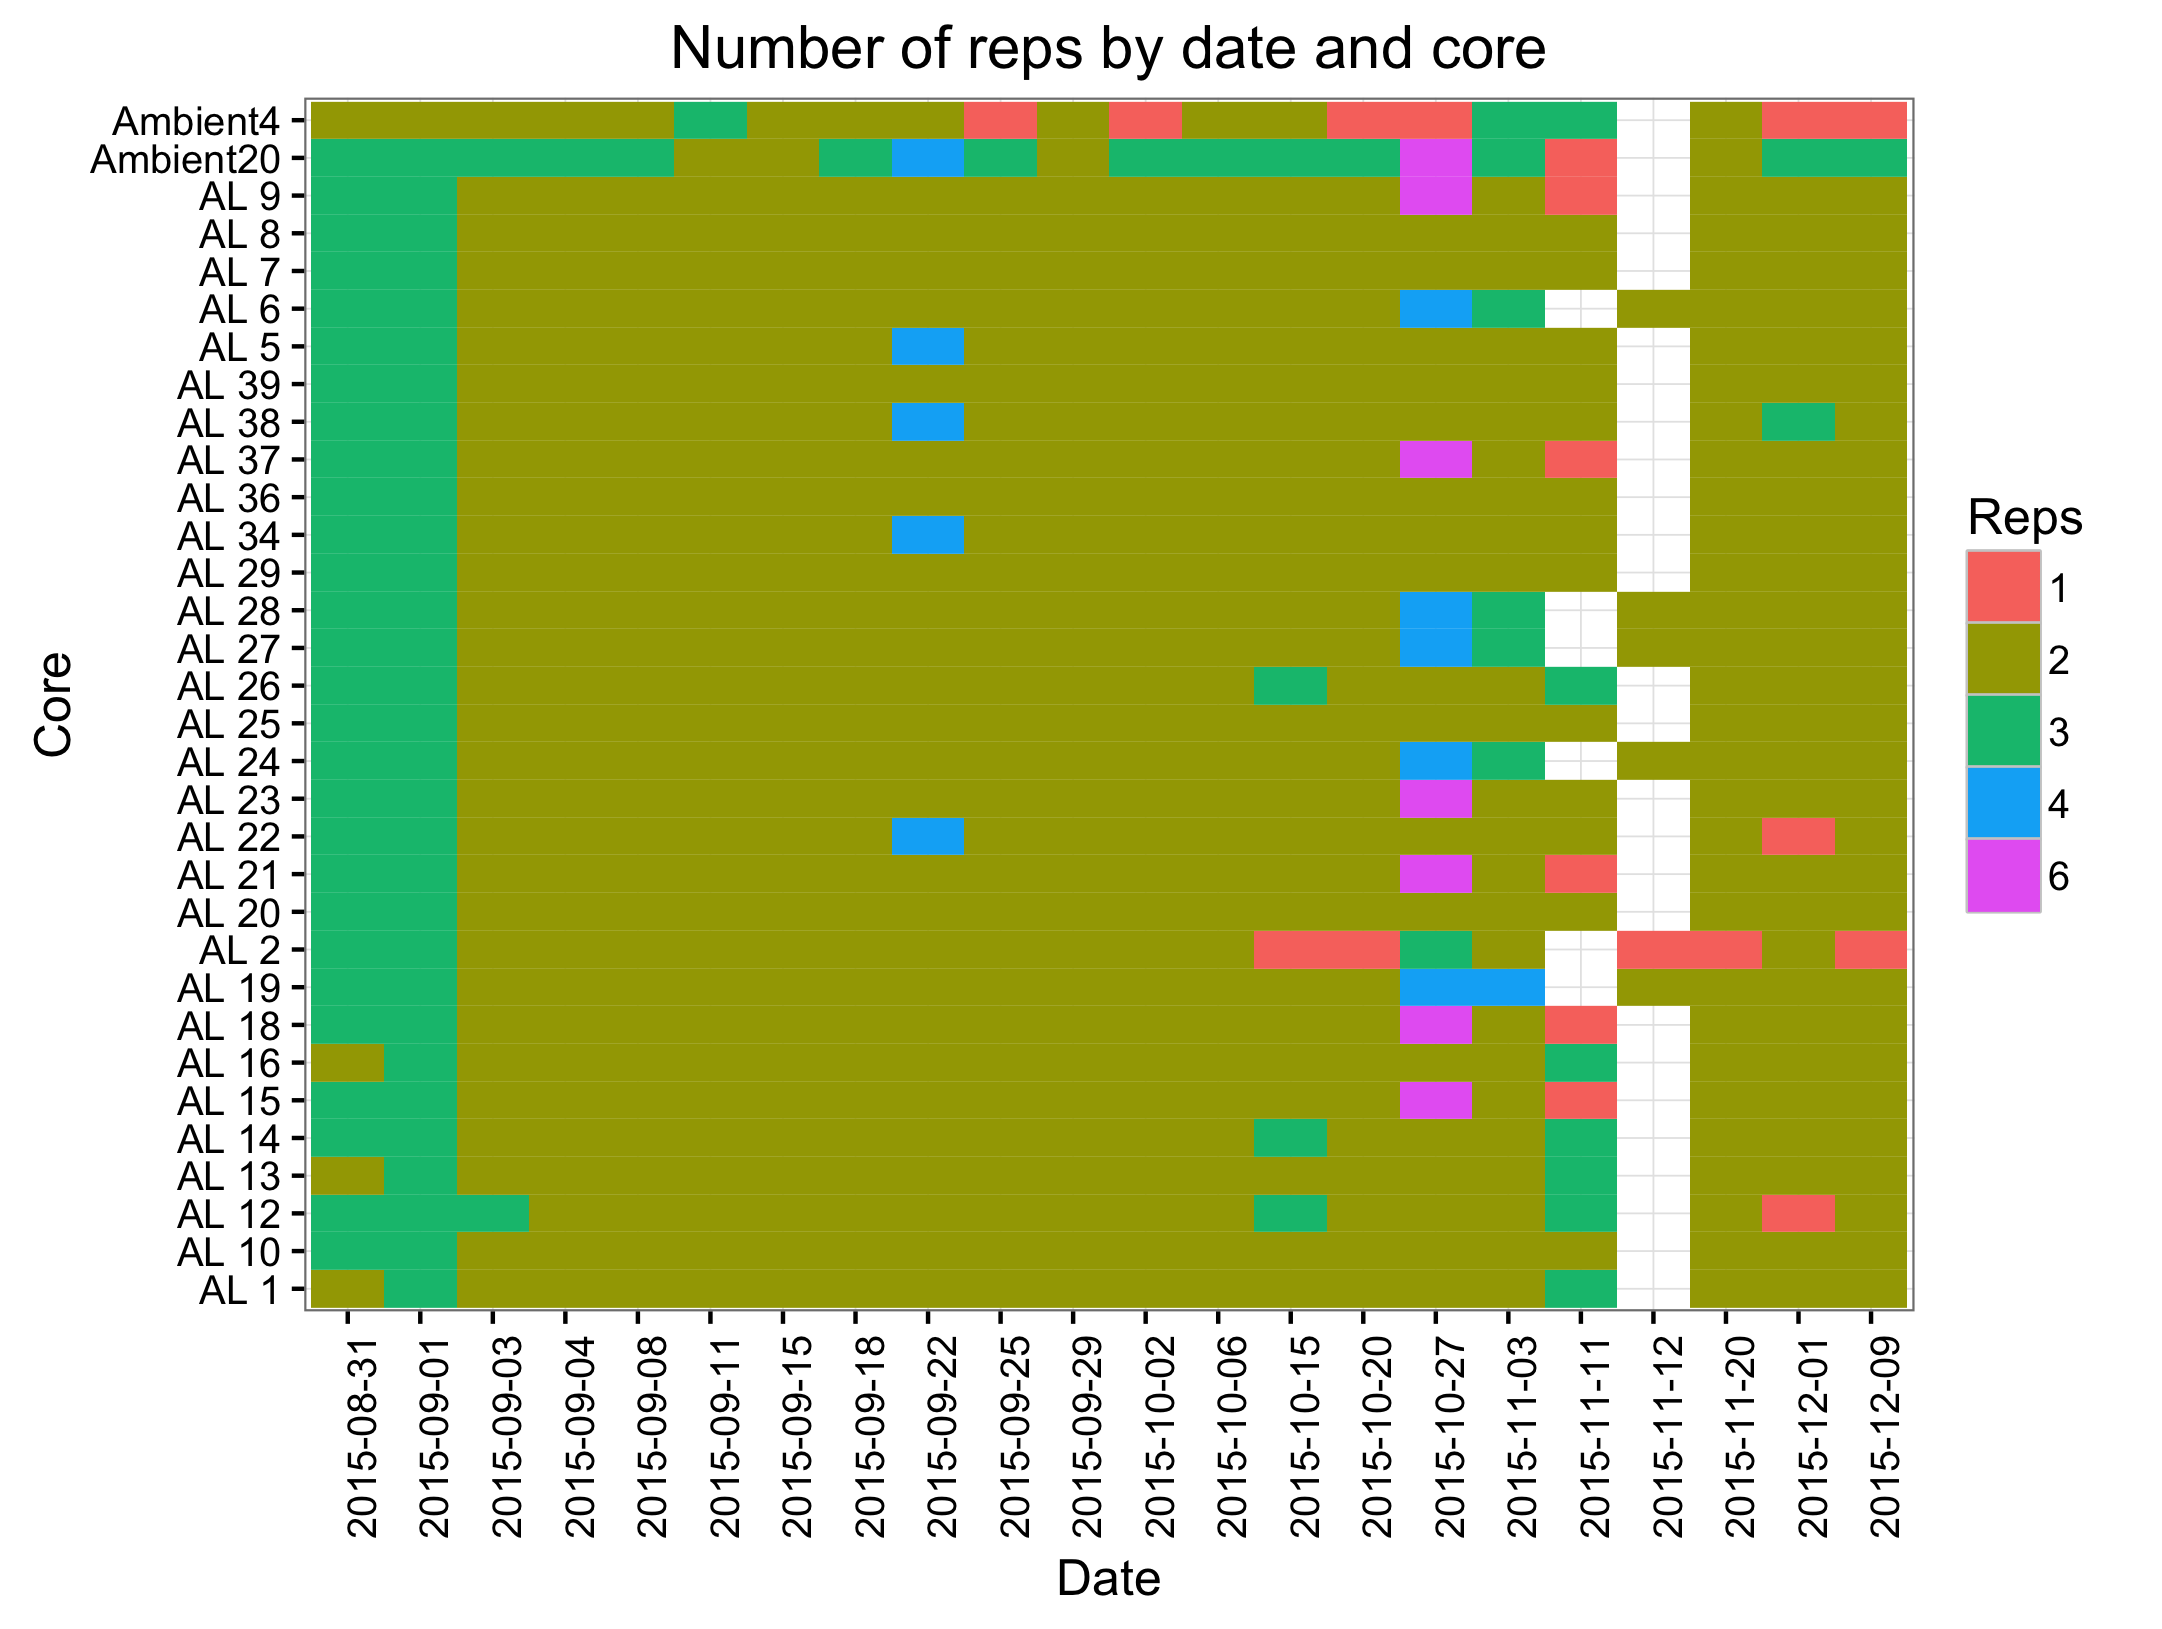 Number of reps by date and core
Core
Ambient4
Ambient20
AL 9
AL 8
AL 7
AL 6
AL 5
AL 39
AL 38
AL 37
AL 36
AL 34
AL 29
AL 28
AL 27
AL 26
AL 25
AL 24
AL 23
AL 22
AL 21
AL 20
AL 2
AL 19
AL 18
AL 16
AL 15
AL 14
AL 13
AL 12
AL 10
AL 1
2015-08-31
2015-09-01
2015-09-03
2015-09-04
2015-09-08
2015-09-11
2015-09-15
2015-09-18
2015-09-22
2015-09-25
2015-09-29
2015-10-02
2015-10-06
2015-10-15
2015-10-20
2015-10-27
2015-11-03
2015-11-11
2015-11-12
2015-11-20
2015-12-01
2015-12-09
Date
Reps
1
2
3
4
6